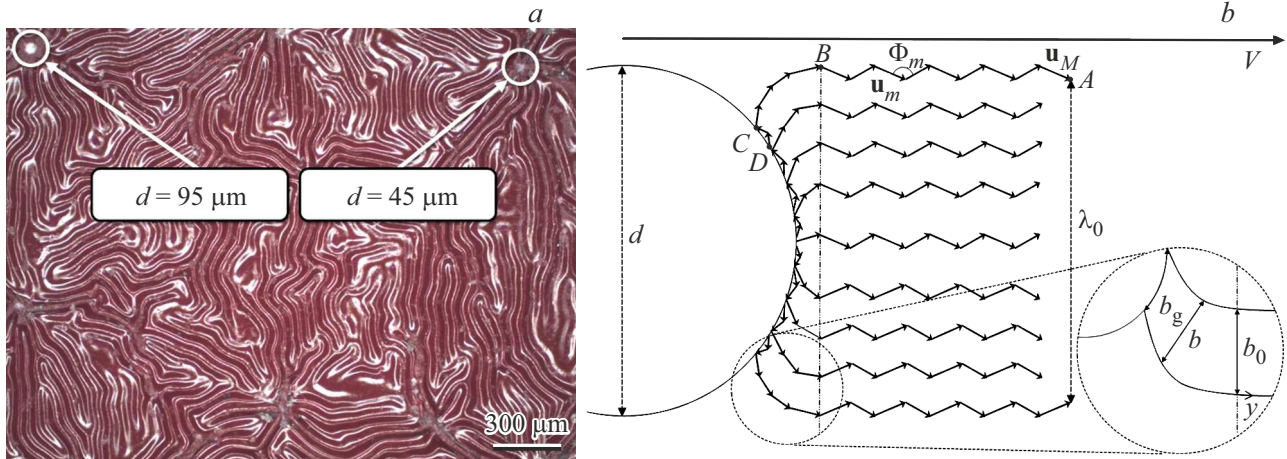 a
d = 95 μm
d = 45 μm
300 μm
b
V
B
Φm
uM
um
A
C
D
d
λ0
bg
b
b0
y